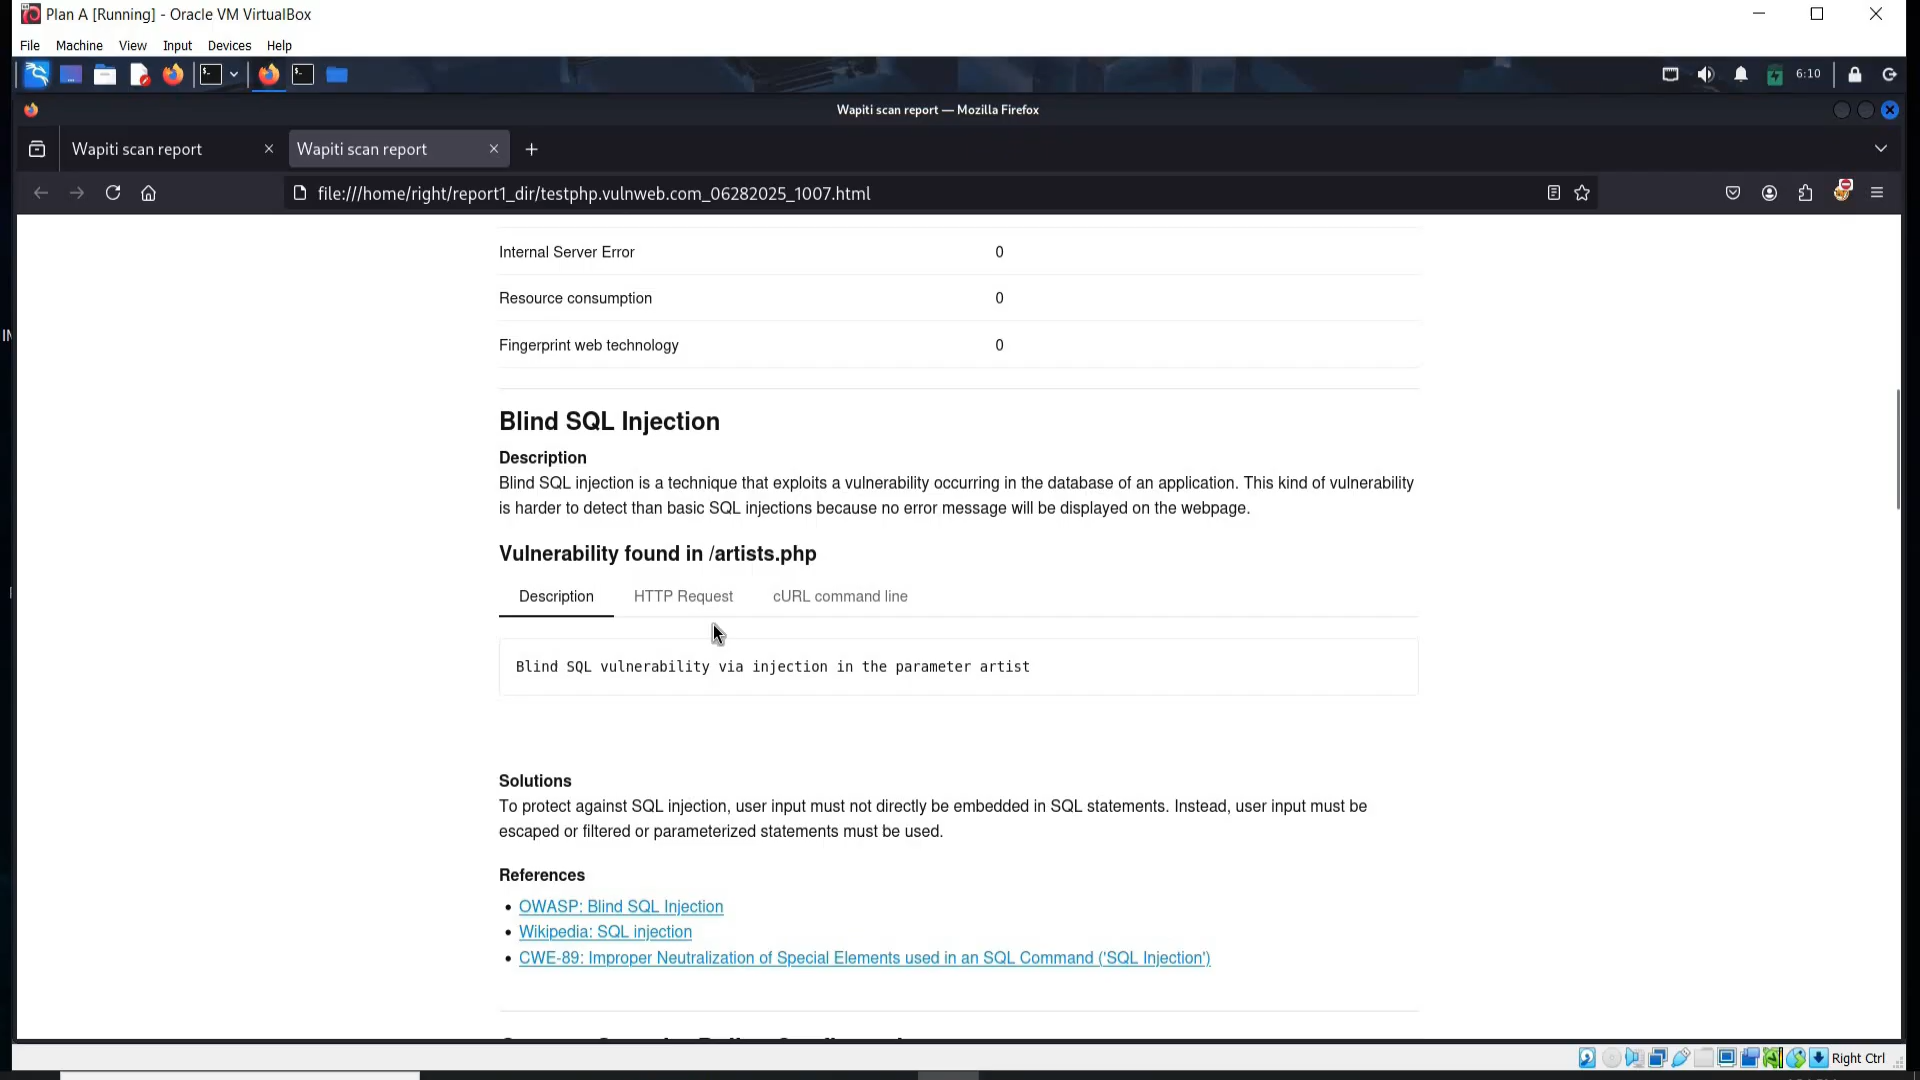 Plan A [Running] - Oracle VM VirtualBox
File Machine View Input Devices Help
6:10
Wapiti scan report — Mozilla Firefox
Wapiti scan report
Wapiti scan report
file:///home/right/report1_dir/testphp.vulnweb.com_06282025_1007.html
Internal Server Error 0
Resource consumption 0
Fingerprint web technology 0
Blind SQL Injection
Description
Blind SQL injection is a technique that exploits a vulnerability occurring in the database of an application. This kind of vulnerability
is harder to detect than basic SQL injections because no error message will be displayed on the webpage.
Vulnerability found in /artists.php
Description HTTP Request cURL command line
Blind SQL vulnerability via injection in the parameter artist
Solutions
To protect against SQL injection, user input must not directly be embedded in SQL statements. Instead, user input must be
escaped or filtered or parameterized statements must be used.
References
• OWASP: Blind SQL Injection
• Wikipedia: SQL injection
• CWE-89: Improper Neutralization of Special Elements used in an SQL Command ('SQL Injection')
Right Ctrl